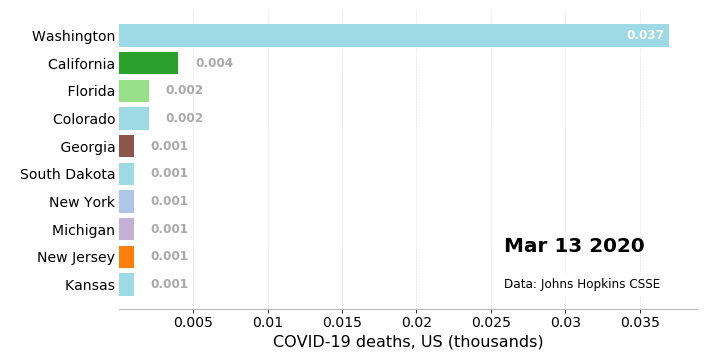 Washington 0.037
California 0.004
Florida 0.002
Colorado 0.002
Georgia 0.001
South Dakota 0.001
New York 0.001
Michigan 0.001
New Jersey 0.001
Kansas 0.001
Mar 13 2020
Data: Johns Hopkins CSSE
0.005 0.01 0.015 0.02 0.025 0.03 0.035
COVID-19 deaths, US (thousands)